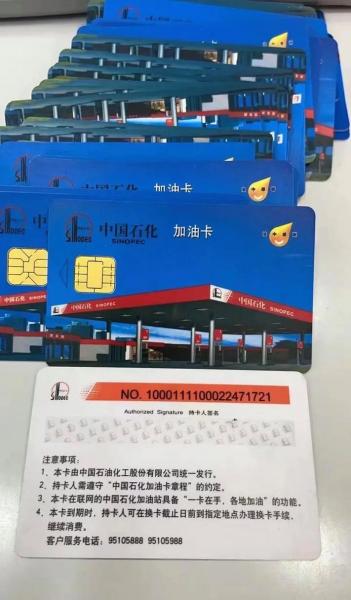 加油卡
SINOPEC
中国石化
SINOPEC
加油卡
中国石化 SINOPEC
SINOPEC
NO. 1000111100022471721
Authorized Signature 持卡人签名
注意事项：
1、本卡由中国石油化工股份有限公司统一发行。
2、持卡人需遵守“中国石化加油卡章程”的约定。
3、本卡在联网的中国石化加油站具备“一卡在手，各地加油”的功能。
4、本卡到期时，持卡人可在换卡截止日前到指定地点办理换卡手续，
继续消费。
客户服务电话：95105888 95105988